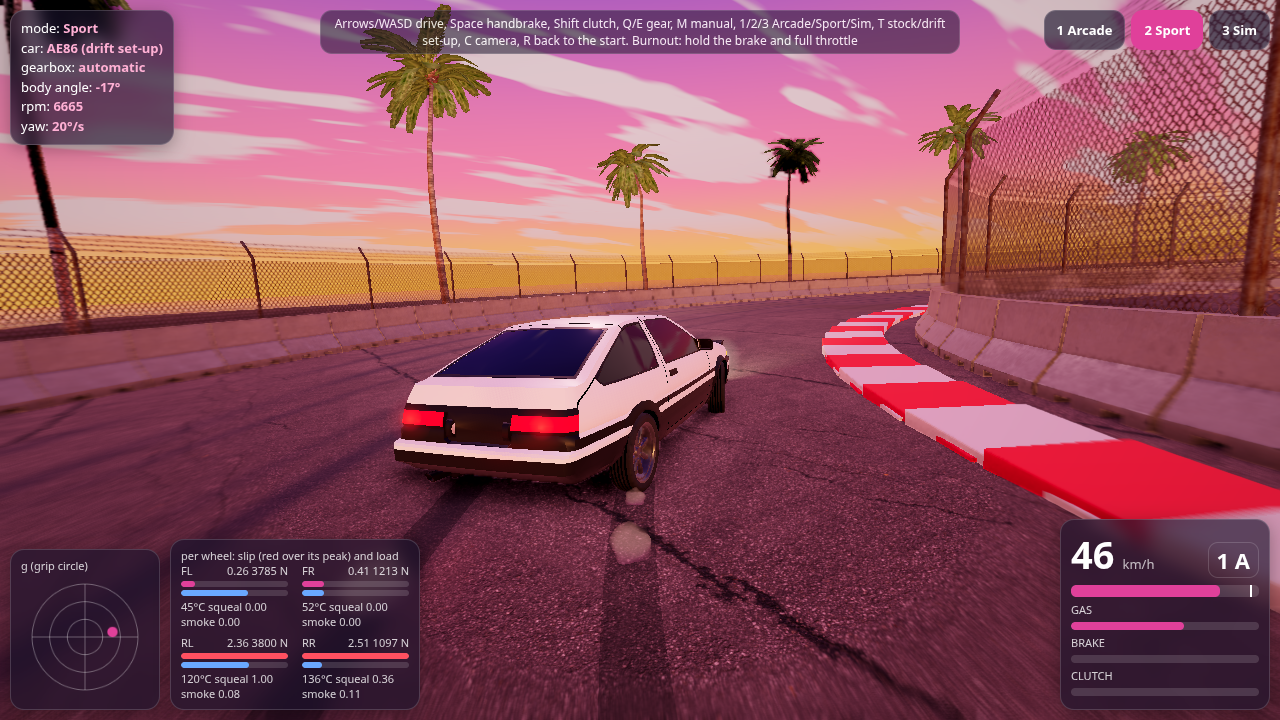 mode: Sport
car: AE86 (drift set-up)
gearbox: automatic
body angle: -17°
rpm: 6665
yaw: 20°/s
Arrows/WASD drive, Space handbrake, Shift clutch, Q/E gear, M manual, 1/2/3 Arcade/Sport/Sim, T stock/drift
set-up, C camera, R back to the start. Burnout: hold the brake and full throttle
1 Arcade
2 Sport
3 Sim
g (grip circle)
per wheel: slip (red over its peak) and load
FL 0.26 3785 N
FR 0.41 1213 N
45°C squeal 0.00
smoke 0.00
52°C squeal 0.00
smoke 0.00
RL 2.36 3800 N
RR 2.51 1097 N
120°C squeal 1.00
smoke 0.08
136°C squeal 0.36
smoke 0.11
46 km/h
1 A
GAS
BRAKE
CLUTCH